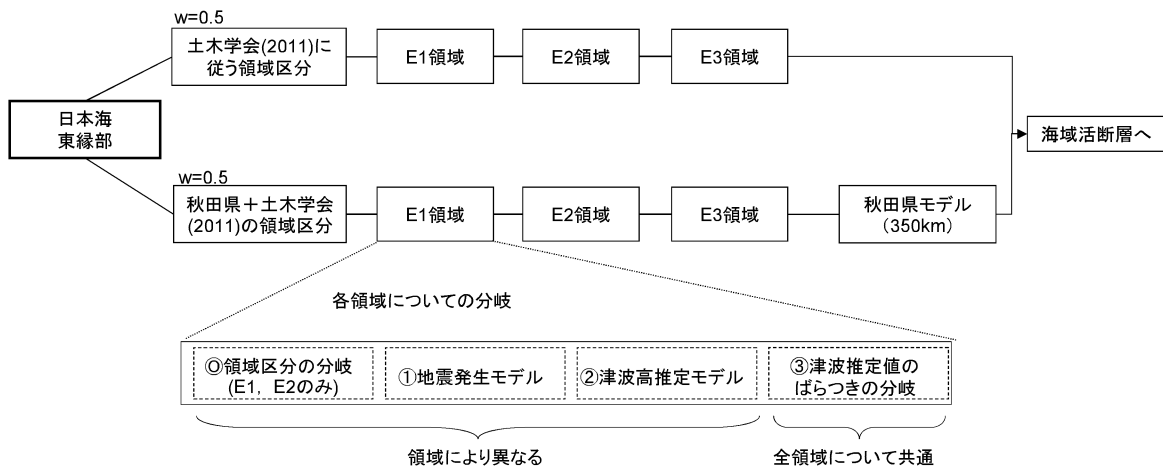 w=0.5
土木学会(2011)に
従う領域区分
E1領域
E2領域
E3領域
日本海
東縁部
海域活断層へ
w=0.5
秋田県＋土木学会
(2011)の領域区分
E1領域
E2領域
E3領域
秋田県モデル
（350km）
各領域についての分岐
⓪領域区分の分岐
(E1，E2のみ)
①地震発生モデル
②津波高推定モデル
③津波推定値の
ばらつきの分岐
領域により異なる
全領域について共通